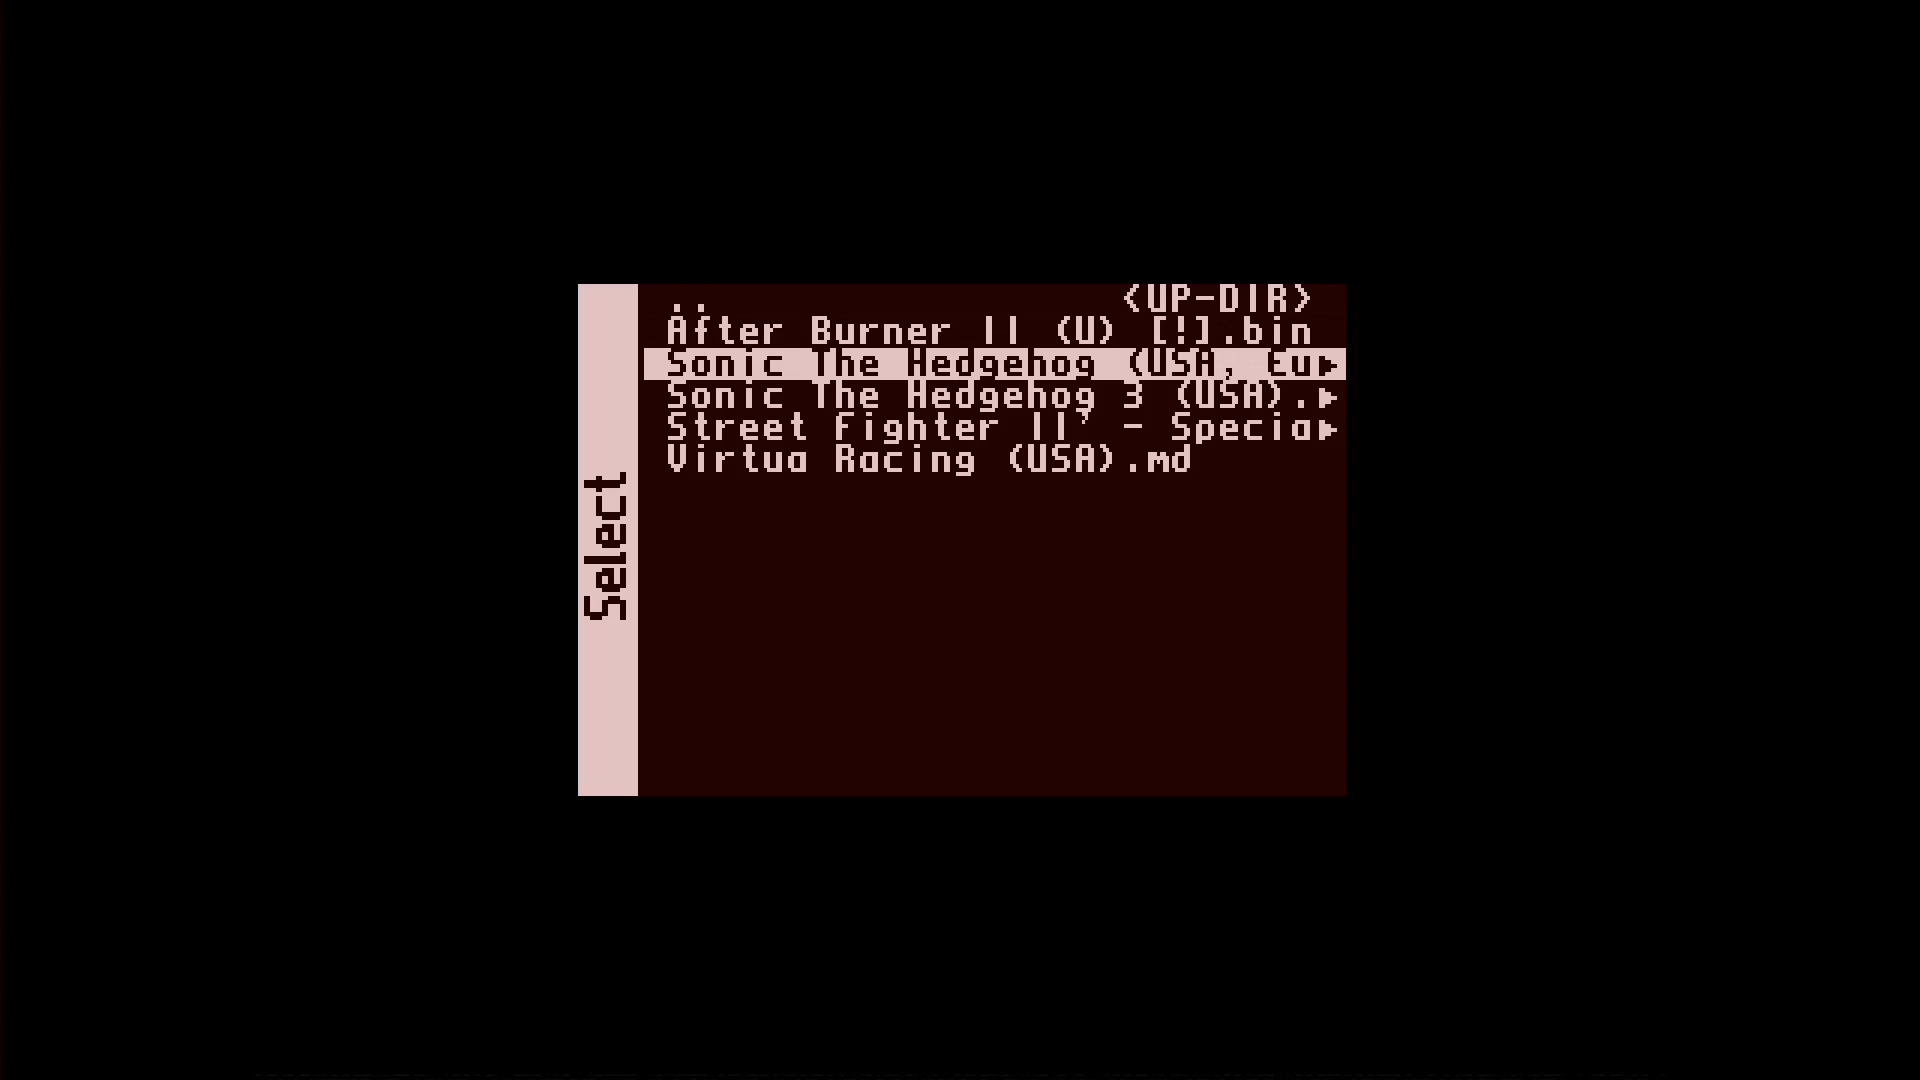 Select
.. <UP-DIR>
After Burner II (U) [!].bin
Sonic The Hedgehog (USA, Eu▶
Sonic The Hedgehog 3 (USA).▶
Street Fighter II' - Specia▶
Virtua Racing (USA).md